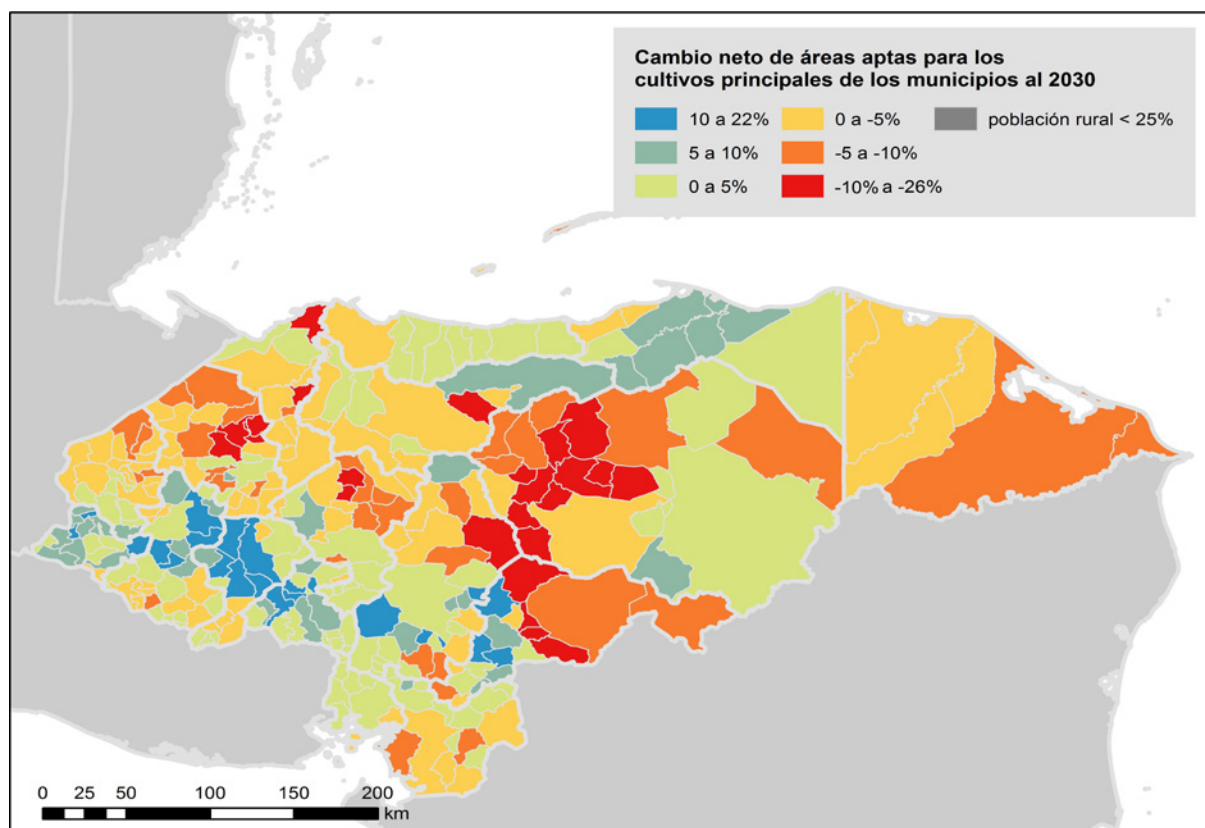 Cambio neto de áreas aptas para los
cultivos principales de los municipios al 2030
10 a 22%
0 a -5%
población rural < 25%
5 a 10%
-5 a -10%
0 a 5%
-10% a -26%
0 25 50 100 150 200
km